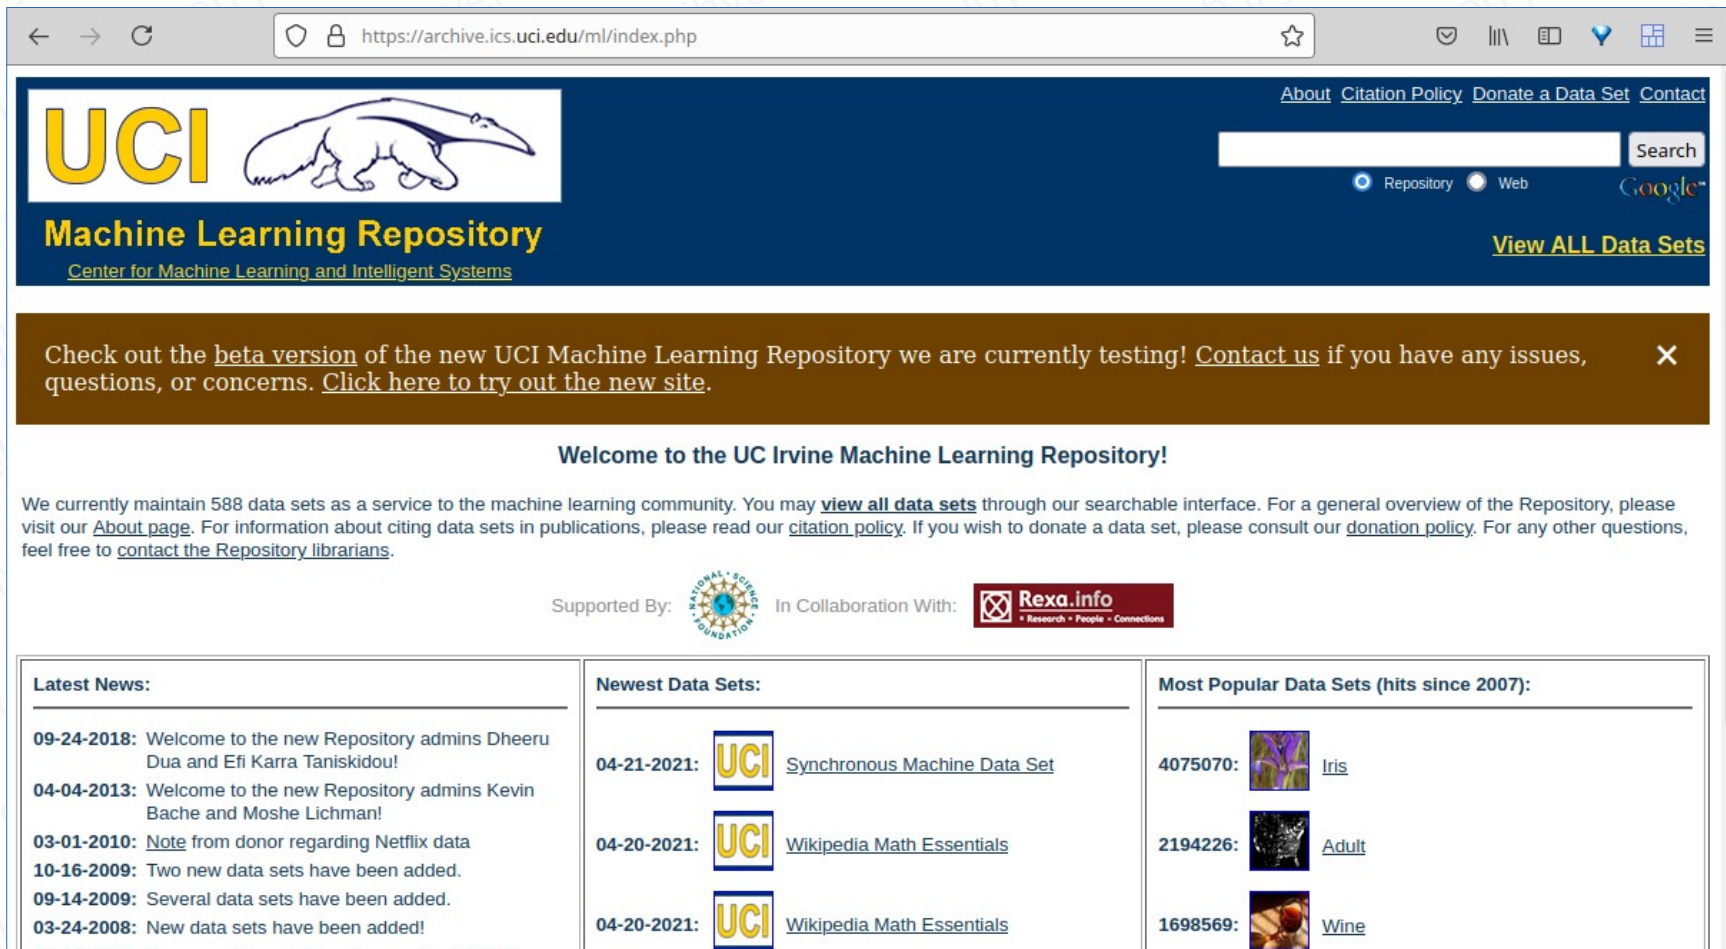 https://archive.ics.uci.edu/ml/index.php
About Citation Policy Donate a Data Set Contact
UCI
Search
Repository Web Google™
Machine Learning Repository
View ALL Data Sets
Center for Machine Learning and Intelligent Systems
Check out the beta version of the new UCI Machine Learning Repository we are currently testing! Contact us if you have any issues,
questions, or concerns. Click here to try out the new site.
Welcome to the UC Irvine Machine Learning Repository!
We currently maintain 588 data sets as a service to the machine learning community. You may view all data sets through our searchable interface. For a general overview of the Repository, please
visit our About page. For information about citing data sets in publications, please read our citation policy. If you wish to donate a data set, please consult our donation policy. For any other questions,
feel free to contact the Repository librarians.
NATIONAL SCIENCE FOUNDATION
Supported By: In Collaboration With:
Rexa.info
Research • People • Connections
Latest News:
09-24-2018: Welcome to the new Repository admins Dheeru
Dua and Efi Karra Taniskidou!
04-04-2013: Welcome to the new Repository admins Kevin
Bache and Moshe Lichman!
03-01-2010: Note from donor regarding Netflix data
10-16-2009: Two new data sets have been added.
09-14-2009: Several data sets have been added.
03-24-2008: New data sets have been added!
Newest Data Sets:
04-21-2021: UCI Synchronous Machine Data Set
04-20-2021: UCI Wikipedia Math Essentials
04-20-2021: UCI Wikipedia Math Essentials
Most Popular Data Sets (hits since 2007):
4075070: Iris
2194226: Adult
1698569: Wine